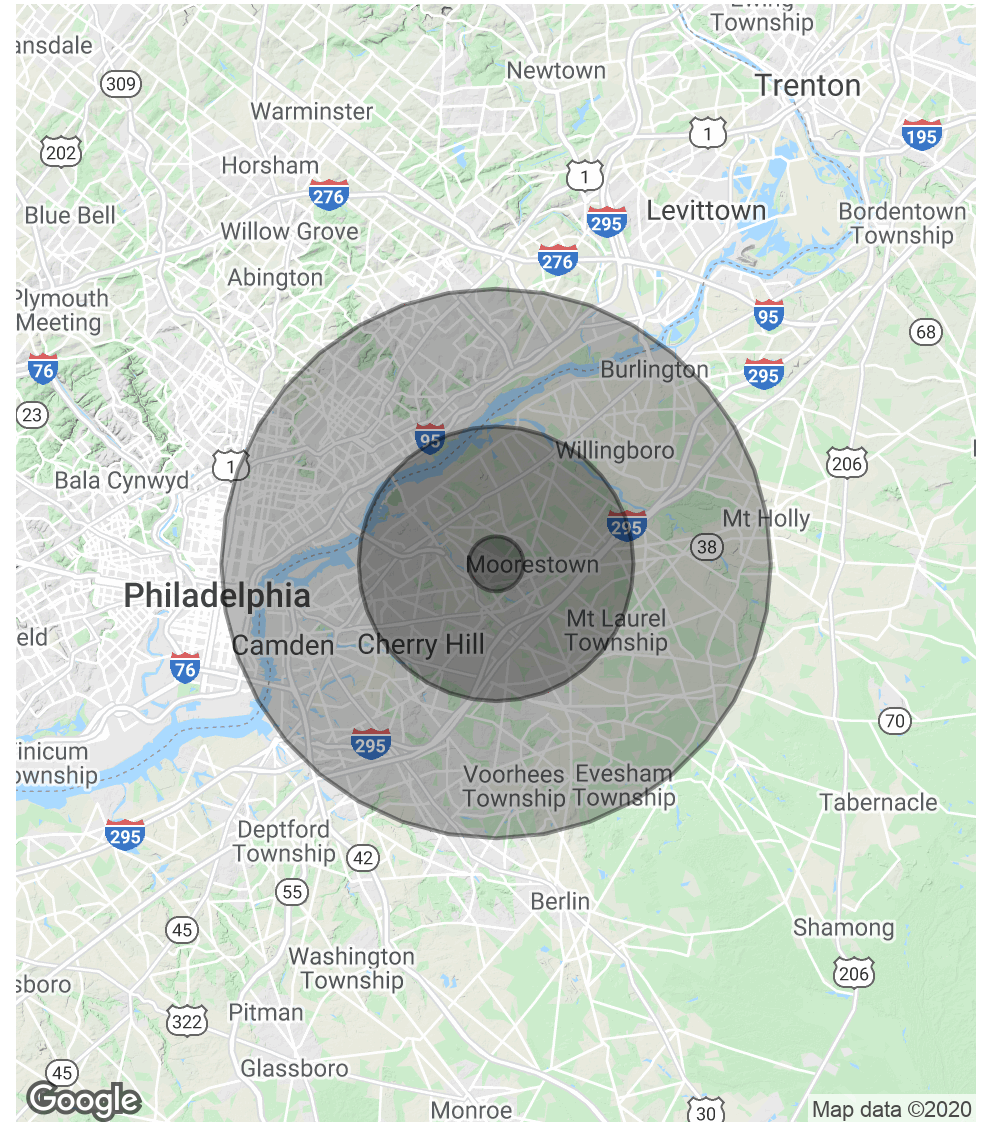 Ewing
Township
ansdale
Newtown
Trenton
309
Warminster
1
195
202
Horsham
1
276
Blue Bell
Levittown
295
Bordentown
Township
Willow Grove
276
Abington
Plymouth
Meeting
95
68
76
Burlington
295
23
95
Willingboro
1
206
Bala Cynwyd
Mt Holly
295
38
Moorestown
Philadelphia
Mt Laurel
Township
eld
Camden
Cherry Hill
76
70
295
inicum
ownship
Voorhees
Township
Evesham
Township
Tabernacle
295
Deptford
Township
42
55
Berlin
45
Shamong
Washington
Township
206
sboro
322
Pitman
45
Glassboro
Google
Monroe
30
Map data ©2020